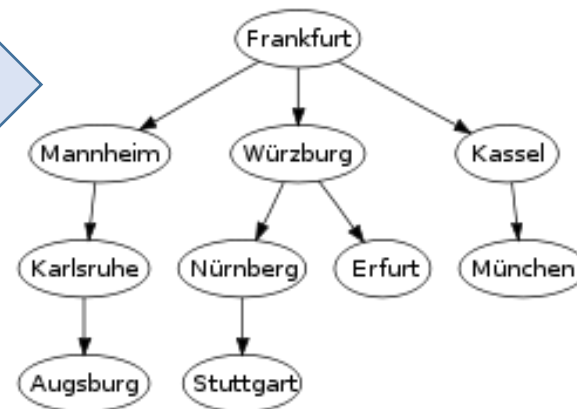 Frankfurt
Mannheim Würzburg Kassel
Karlsruhe Nürnberg Erfurt München
Augsburg Stuttgart